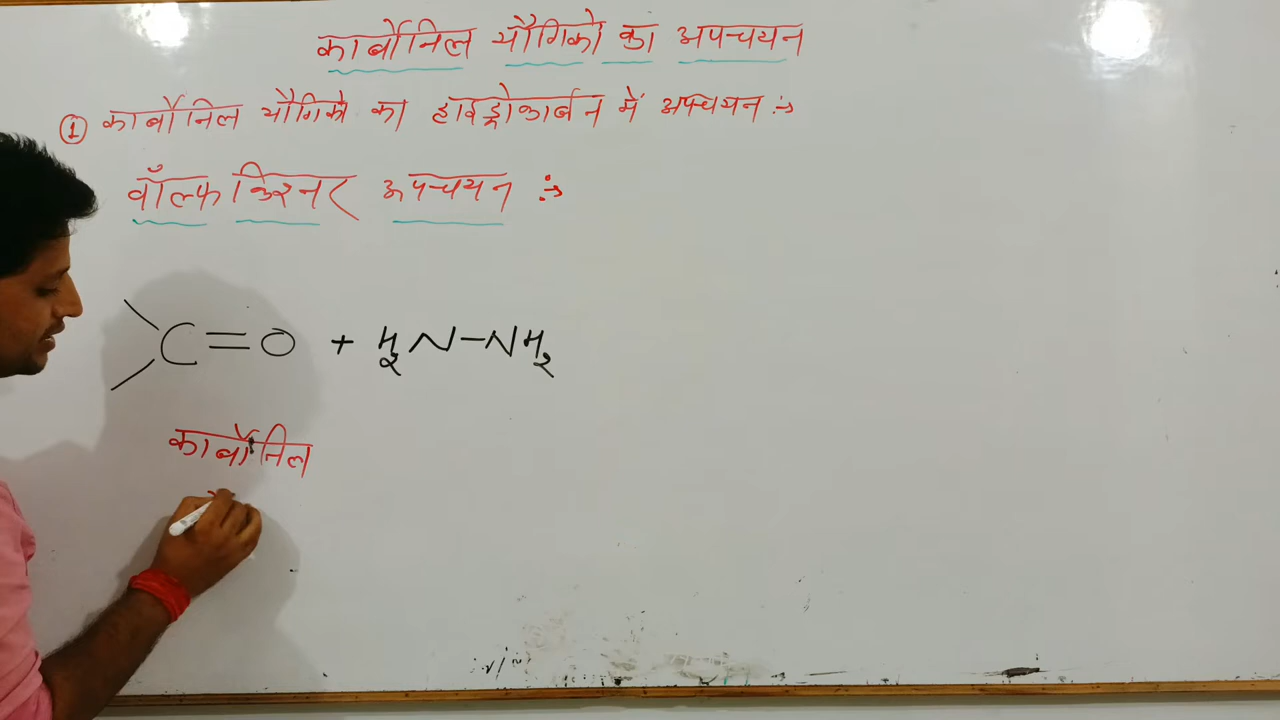 कार्बोनिल यौगिको का अपचयन
① कार्बोनिल यौगिको का हाइड्रोकार्बन में अपचयन :→
वॉल्फ किश्नर अपचयन :→
C=O + H₂N-NH₂
कार्बोनिल